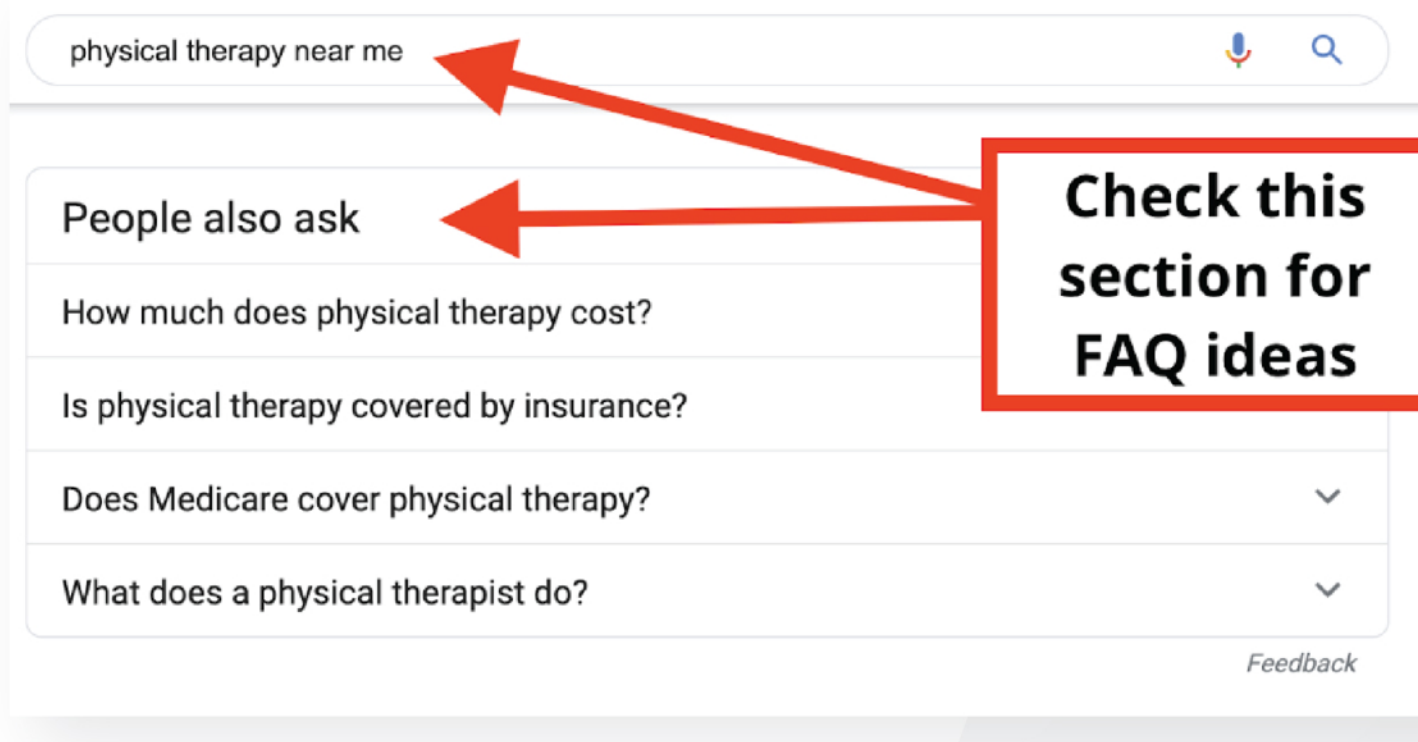 physical therapy near me
People also ask
How much does physical therapy cost?
Is physical therapy covered by insurance?
Does Medicare cover physical therapy?
What does a physical therapist do?
Feedback
Check this
section for
FAQ ideas